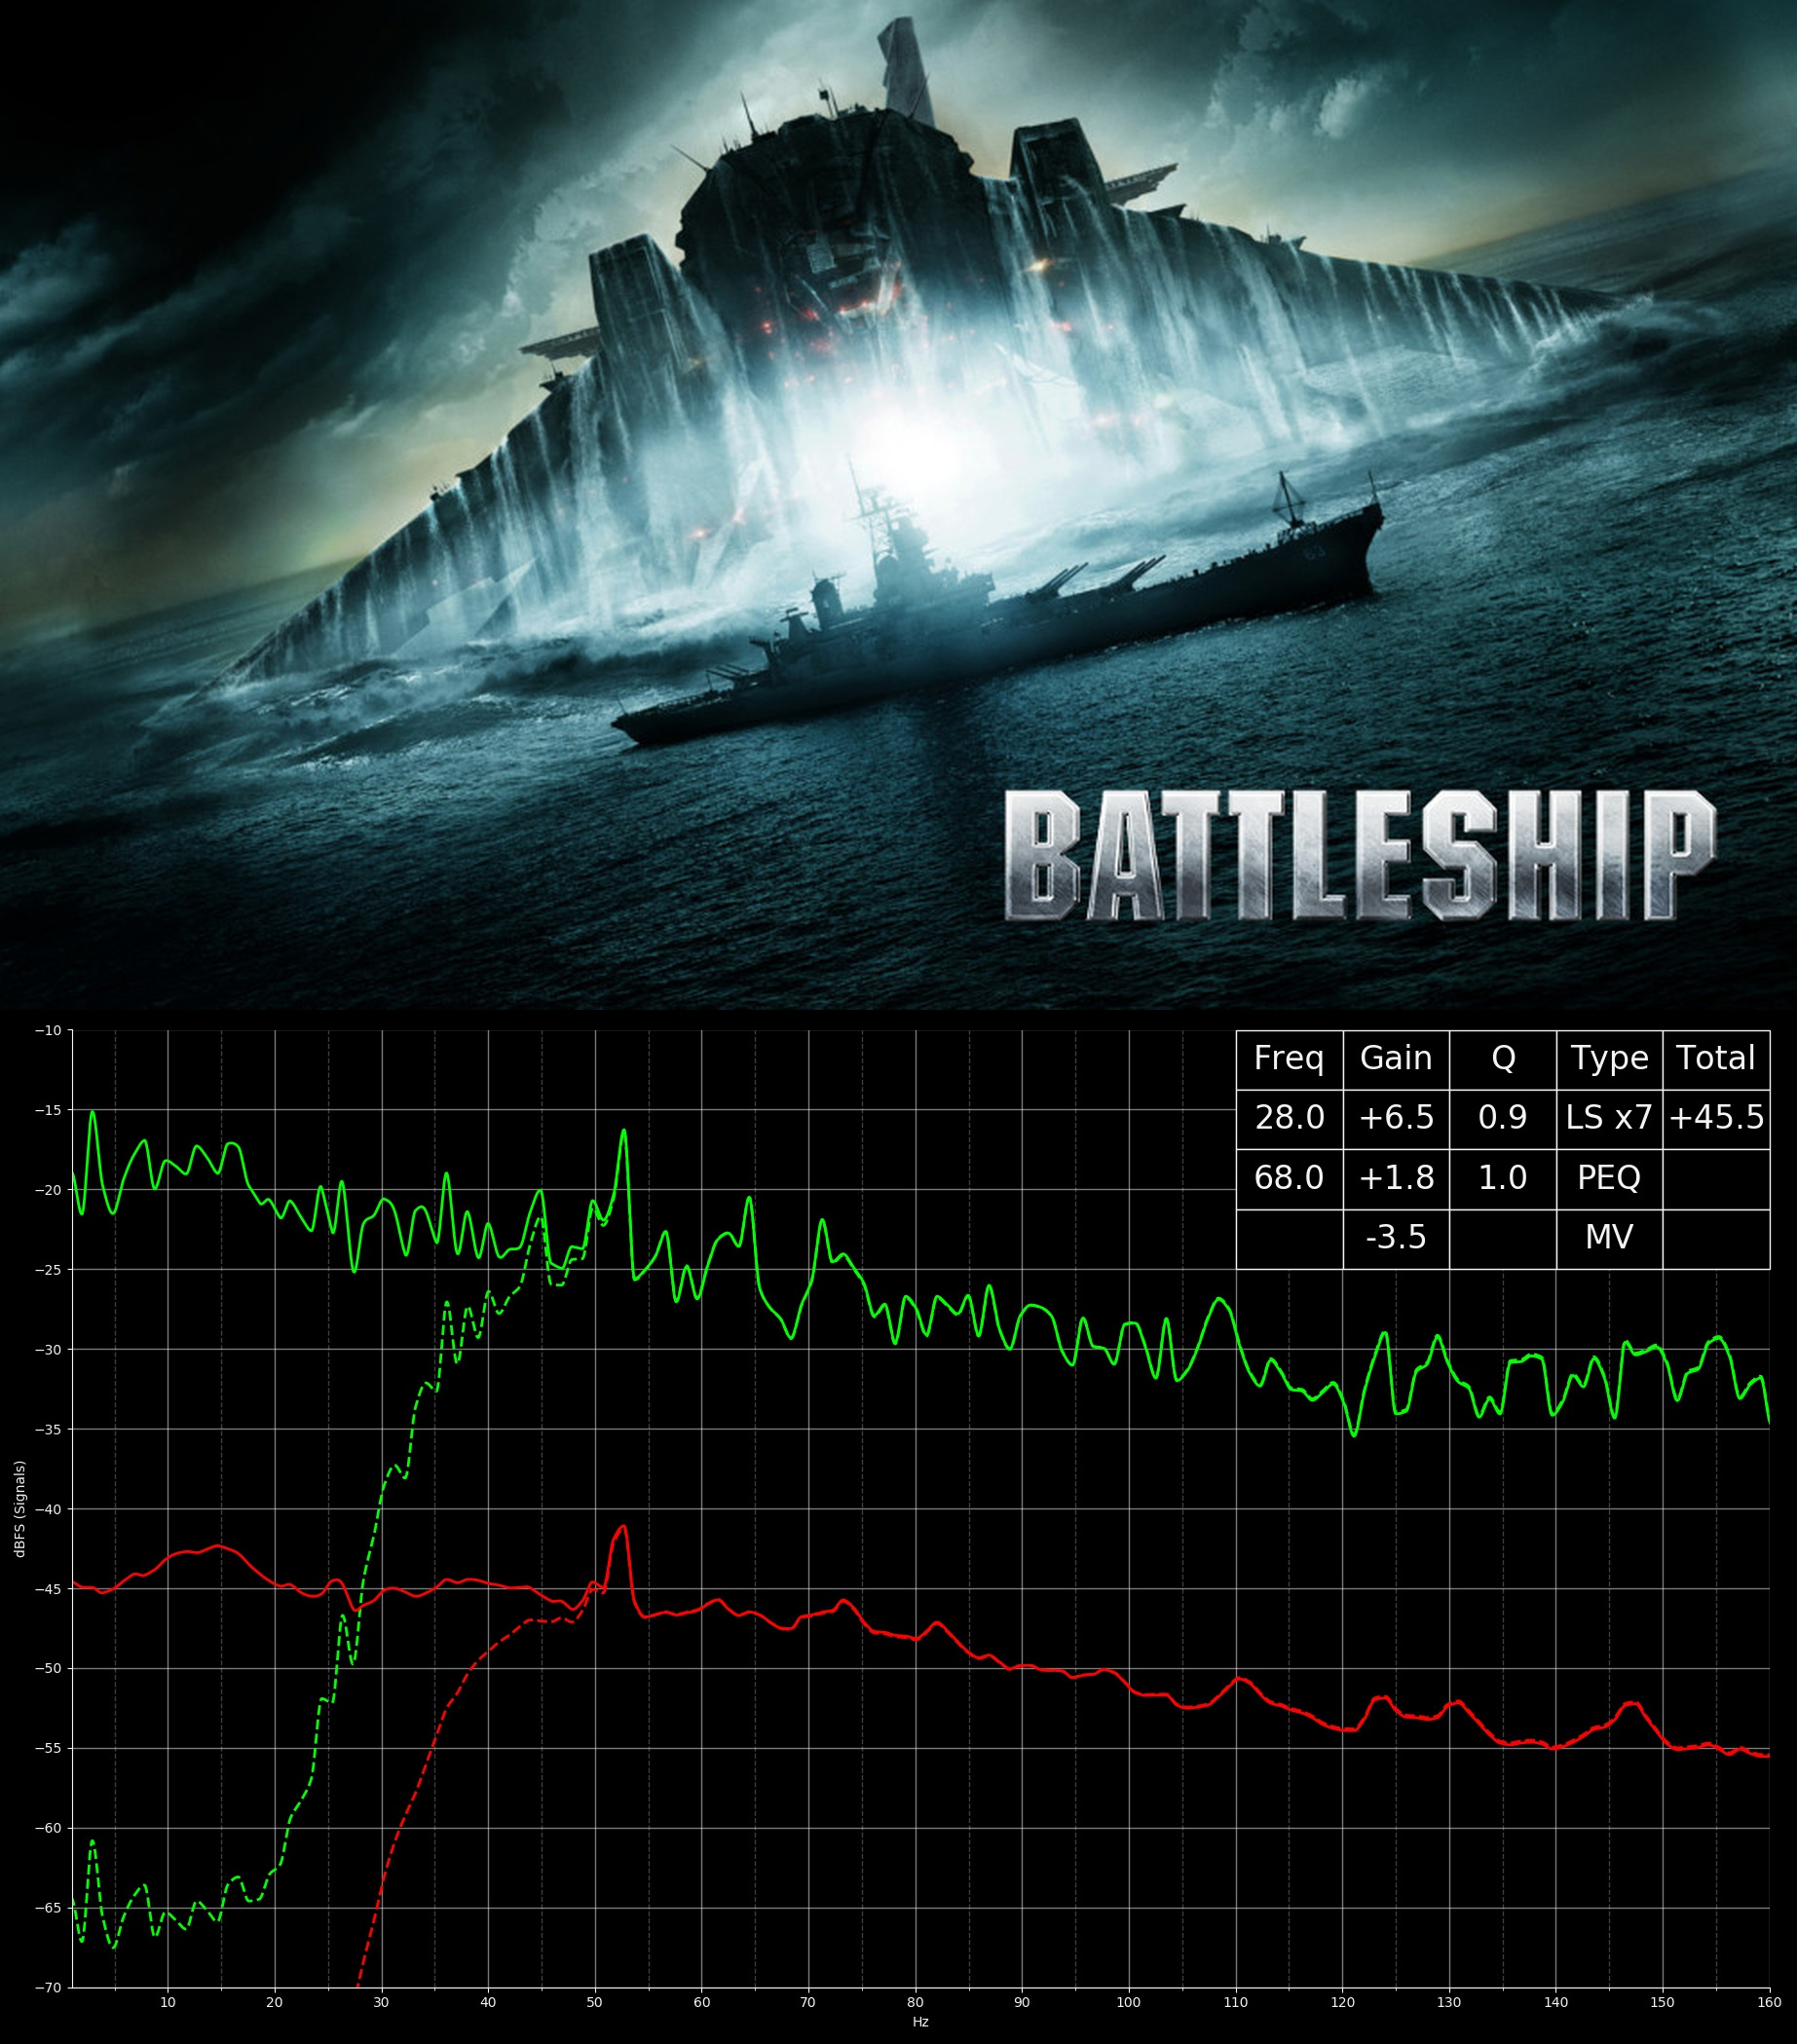 63
BATTLESHIP
Freq Gain Q Type Total
28.0 +6.5 0.9 LS x7 +45.5
68.0 +1.8 1.0 PEQ
-3.5 MV
−10
−15
−20
−25
−30
−35
−40
−45
−50
−55
−60
−65
−70
dBFS (Signals)
10 20 30 40 50 60 70 80 90 100 110 120 130 140 150 160
Hz